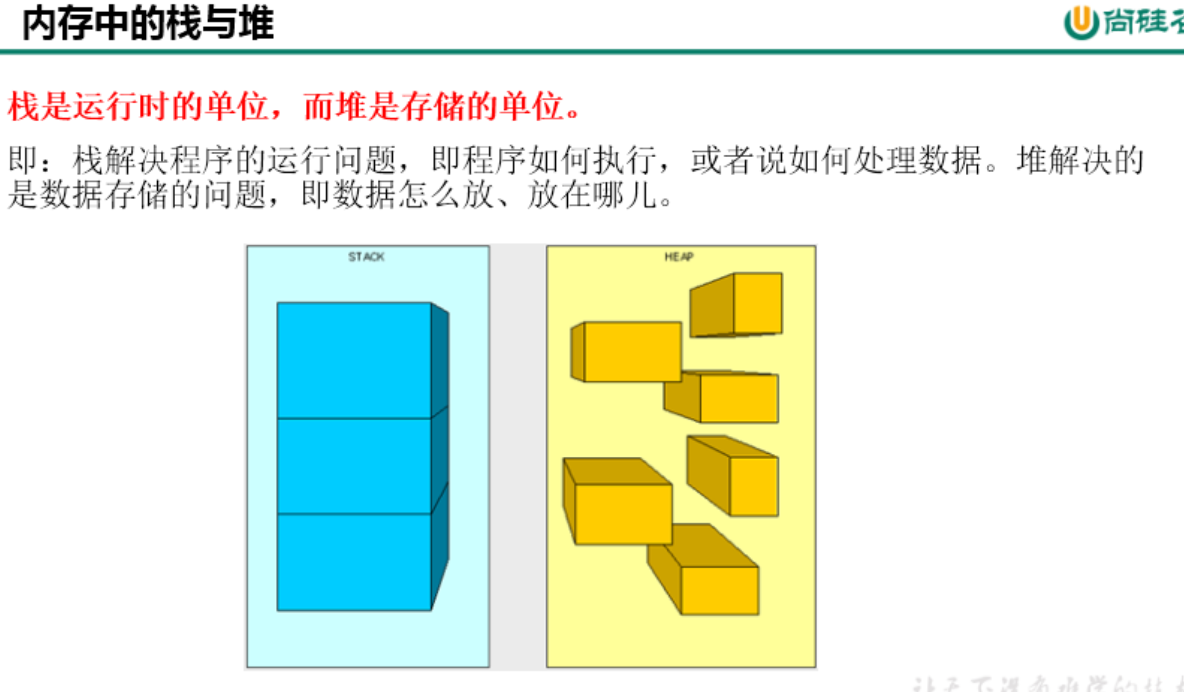 内存中的栈与堆
尚硅
栈是运行时的单位，而堆是存储的单位。
即：栈解决程序的运行问题，即程序如何执行，或者说如何处理数据。堆解决的
是数据存储的问题，即数据怎么放、放在哪儿。
STACK
HEAP
让天下没有难学的技